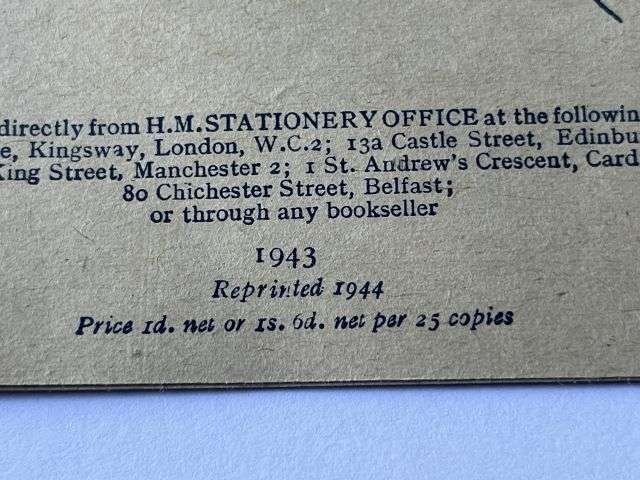 directly from H.M. STATIONERY OFFICE at the followin
e, Kingsway, London, W.C.2; 13a Castle Street, Edinbu
King Street, Manchester 2; 1 St. Andrew's Crescent, Card
80 Chichester Street, Belfast;
or through any bookseller
1943
Reprinted 1944
Price 1d. net or 1s. 6d. net per 25 copies